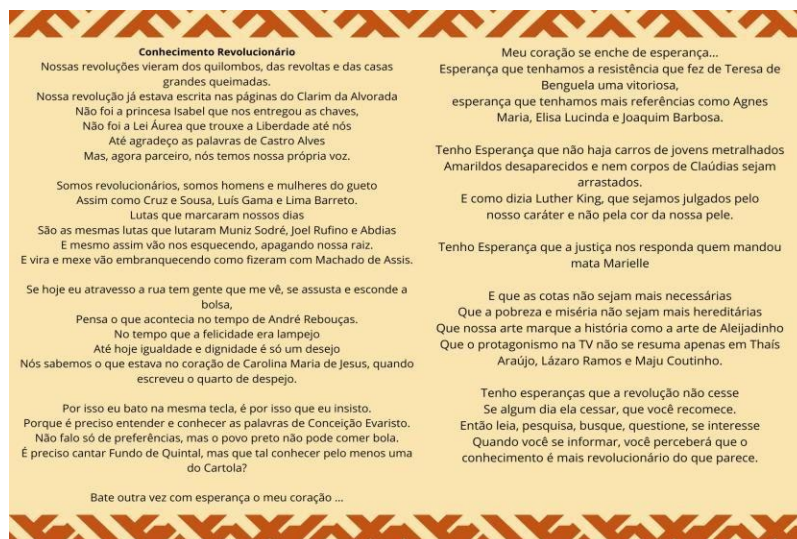 Conhecimento Revolucionário
Nossas revoluções vieram dos quilombos, das revoltas e das casas
grandes queimadas.
Nossa revolução já estava escrita nas páginas do Clarim da Alvorada
Não foi a princesa Isabel que nos entregou as chaves,
Não foi a Lei Áurea que trouxe a Liberdade até nós
Até agradeço as palavras de Castro Alves
Mas, agora parceiro, nós temos nossa própria voz.
Somos revolucionários, somos homens e mulheres do gueto
Assim como Cruz e Sousa, Luís Gama e Lima Barreto.
Lutas que marcaram nossos dias
São as mesmas lutas que lutaram Muniz Sodré, Joel Rufino e Abdias
E mesmo assim vão nos esquecendo, apagando nossa raiz.
E vira e mexe vão embranquecendo como fizeram com Machado de Assis.
Se hoje eu atravesso a rua tem gente que me vê, se assusta e esconde a
bolsa,
Pensa o que acontecia no tempo de André Rebouças.
No tempo que a felicidade era lampejo
Até hoje igualdade e dignidade é só um desejo
Nós sabemos o que estava no coração de Carolina Maria de Jesus, quando
escreveu o quarto de despejo.
Por isso eu bato na mesma tecla, é por isso que eu insisto.
Porque é preciso entender e conhecer as palavras de Conceição Evaristo.
Não falo só de preferências, mas o povo preto não pode comer bola.
É preciso cantar Fundo de Quintal, mas que tal conhecer pelo menos uma
do Cartola?
Bate outra vez com esperança o meu coração ...
Meu coração se enche de esperança...
Esperança que tenhamos a resistência que fez de Teresa de
Benguela uma vitoriosa,
esperança que tenhamos mais referências como Agnes
Maria, Elisa Lucinda e Joaquim Barbosa.
Tenho Esperança que não haja carros de jovens metralhados
Amarildos desaparecidos e nem corpos de Claúdias sejam
arrastados.
E como dizia Luther King, que sejamos julgados pelo
nosso caráter e não pela cor da nossa pele.
Tenho Esperança que a justiça nos responda quem mandou
mata Marielle
E que as cotas não sejam mais necessárias
Que a pobreza e miséria não sejam mais hereditárias
Que nossa arte marque a história como a arte de Aleijadinho
Que o protagonismo na TV não se resuma apenas em Thaís
Araújo, Lázaro Ramos e Maju Coutinho.
Tenho esperanças que a revolução não cesse
Se algum dia ela cessar, que você recomece.
Então leia, pesquisa, busque, questione, se interesse
Quando você se informar, você perceberá que o
conhecimento é mais revolucionário do que parece.